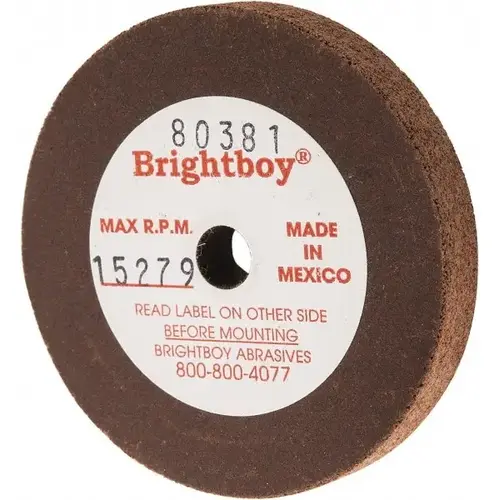 80381
Brightboy®
MAX R.P.M.
15279
MADE
IN
MEXICO
READ LABEL ON OTHER SIDE
BEFORE MOUNTING
BRIGHTBOY ABRASIVES
800-800-4077